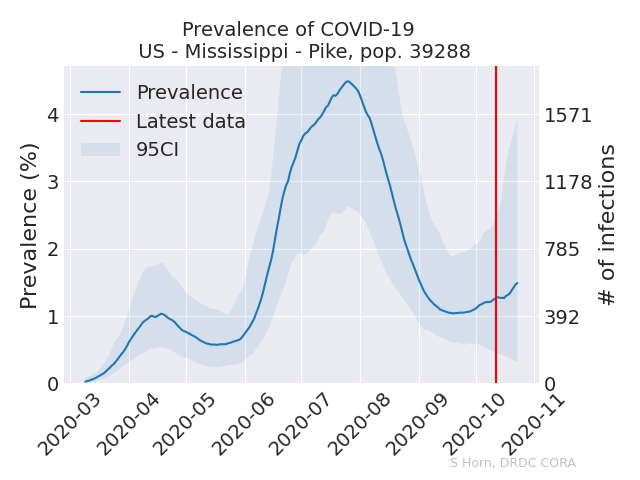 Prevalence of COVID-19
US - Mississippi - Pike, pop. 39288
Prevalence
Latest data
95CI
Prevalence (%)
4
3
2
1
0
1571
1178
785
392
0
# of infections
2020-03
2020-04
2020-05
2020-06
2020-07
2020-08
2020-09
2020-10
2020-11
S Horn, DRDC CORA